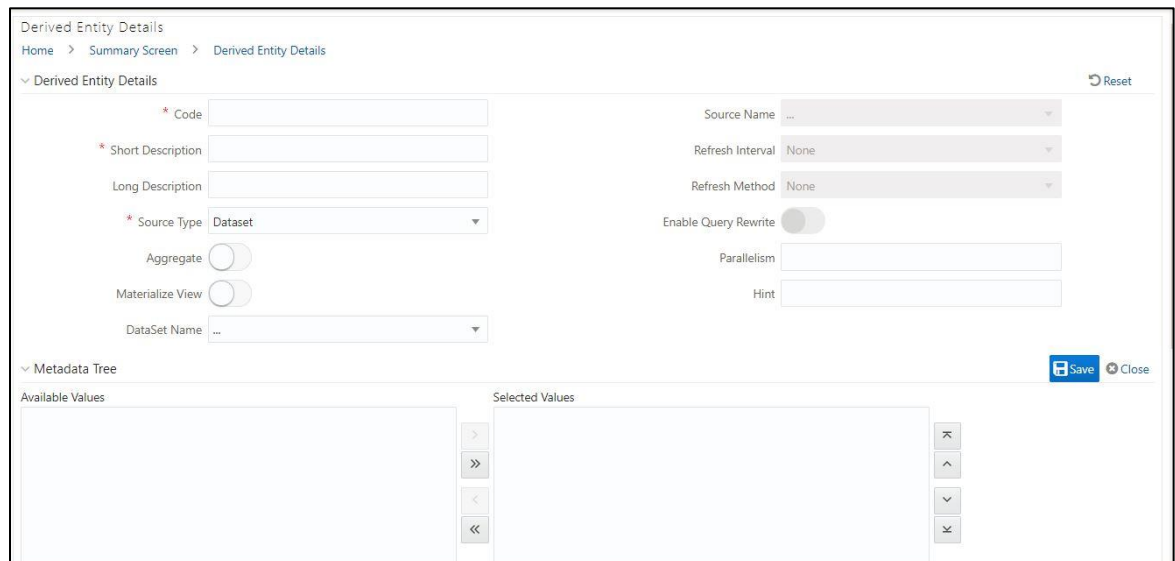 Derived Entity Details
Home > Summary Screen > Derived Entity Details
Derived Entity Details
Reset
* Code
* Short Description
Long Description
* Source Type Dataset
Aggregate
Materialize View
DataSet Name ...
Source Name ...
Refresh Interval None
Refresh Method None
Enable Query Rewrite
Parallelism
Hint
Metadata Tree
Save
Close
Available Values
Selected Values